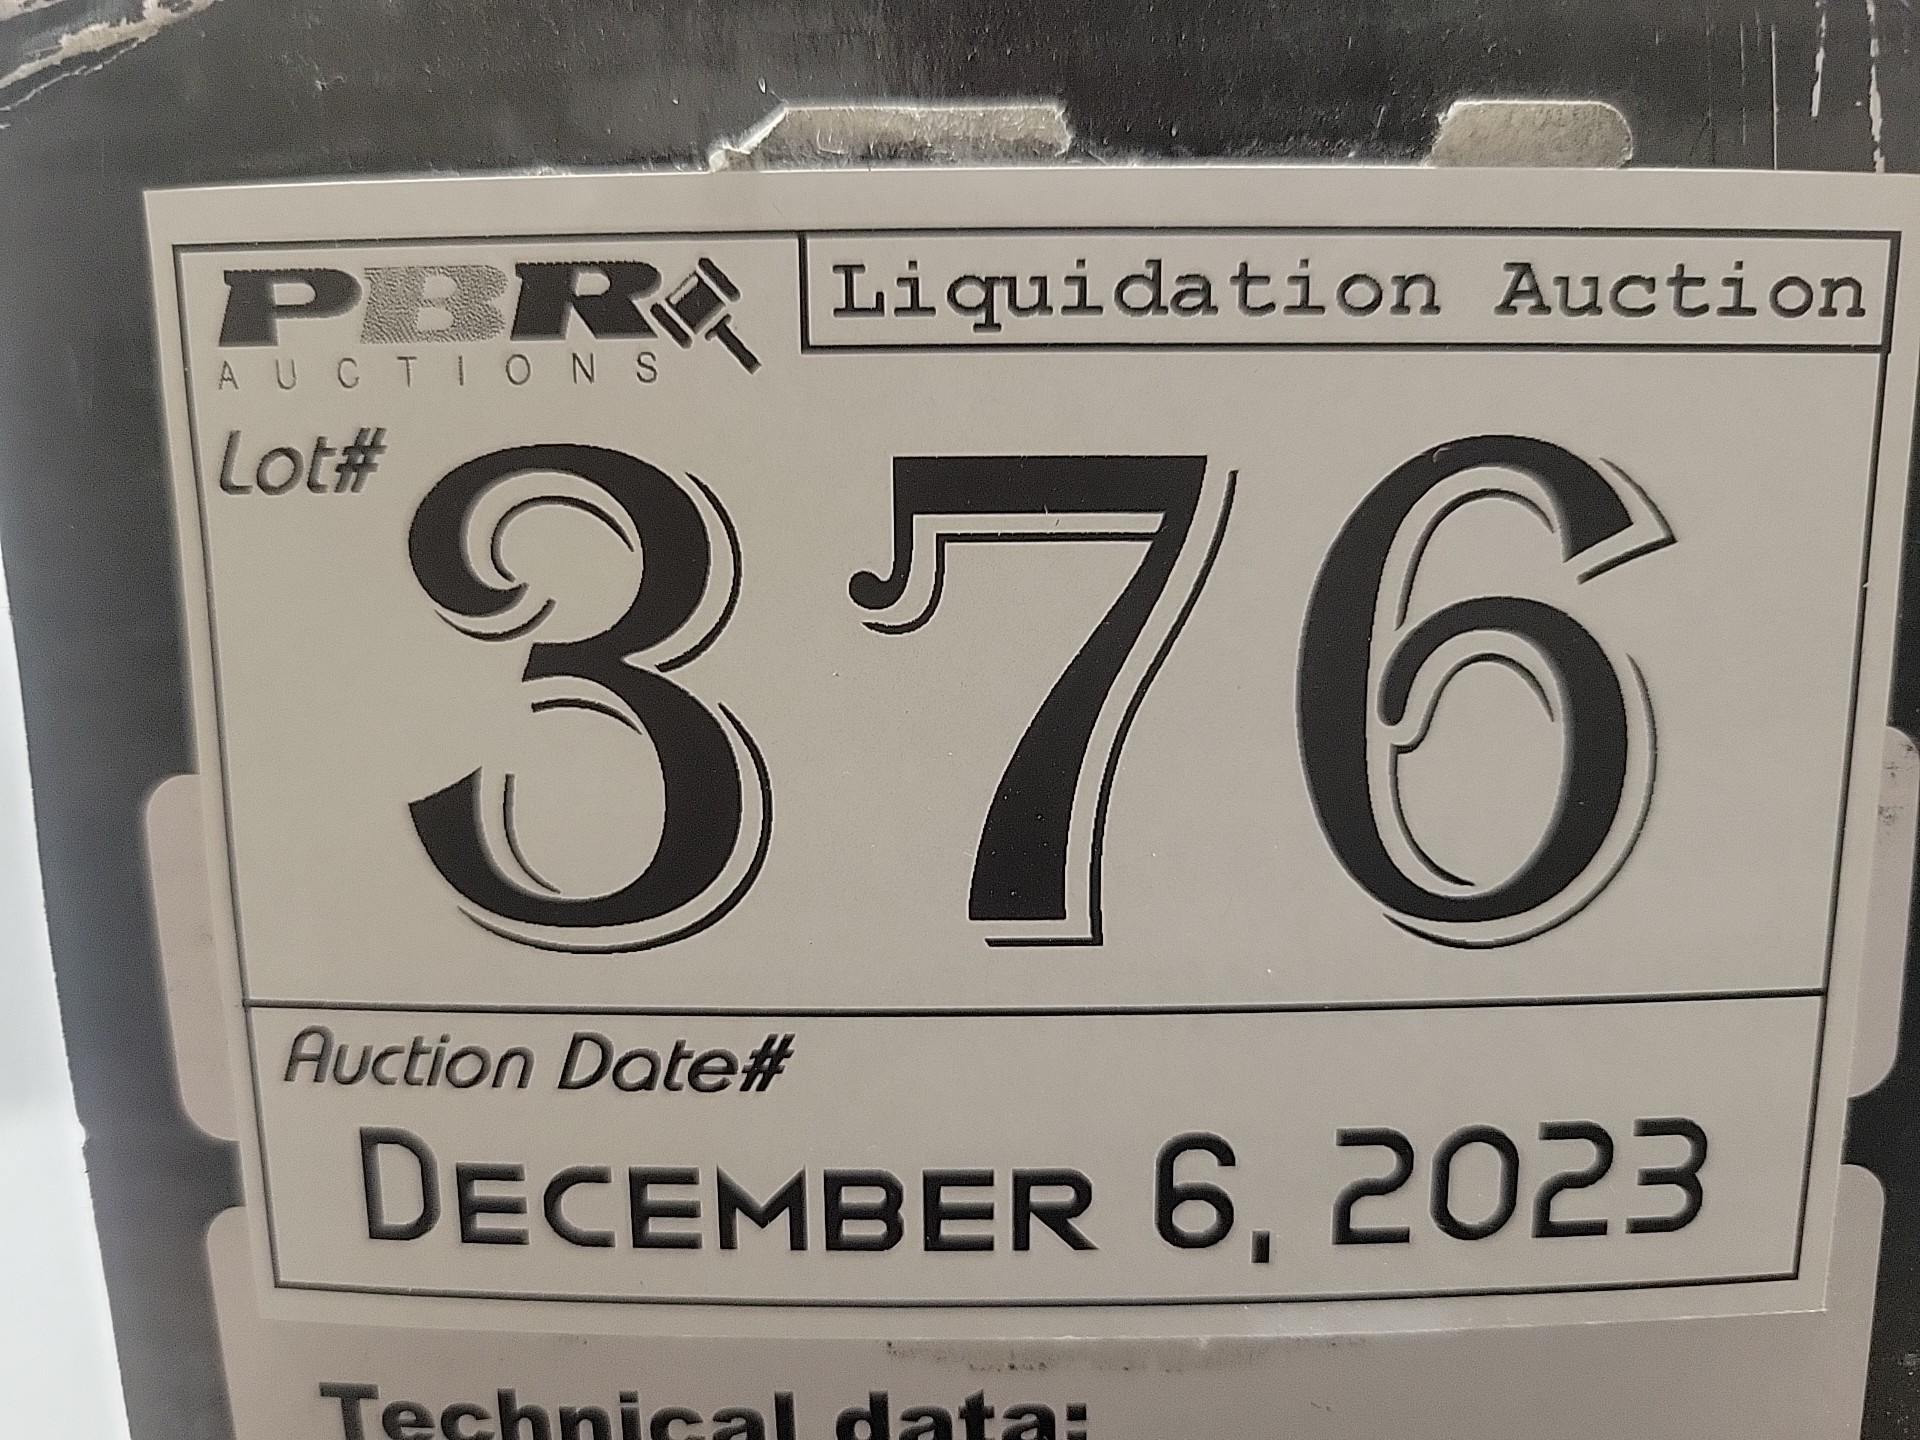 PBR
AUCTIONS
Liquidation Auction
Lot#
376
Auction Date#
DECEMBER 6, 2023
Technical data: